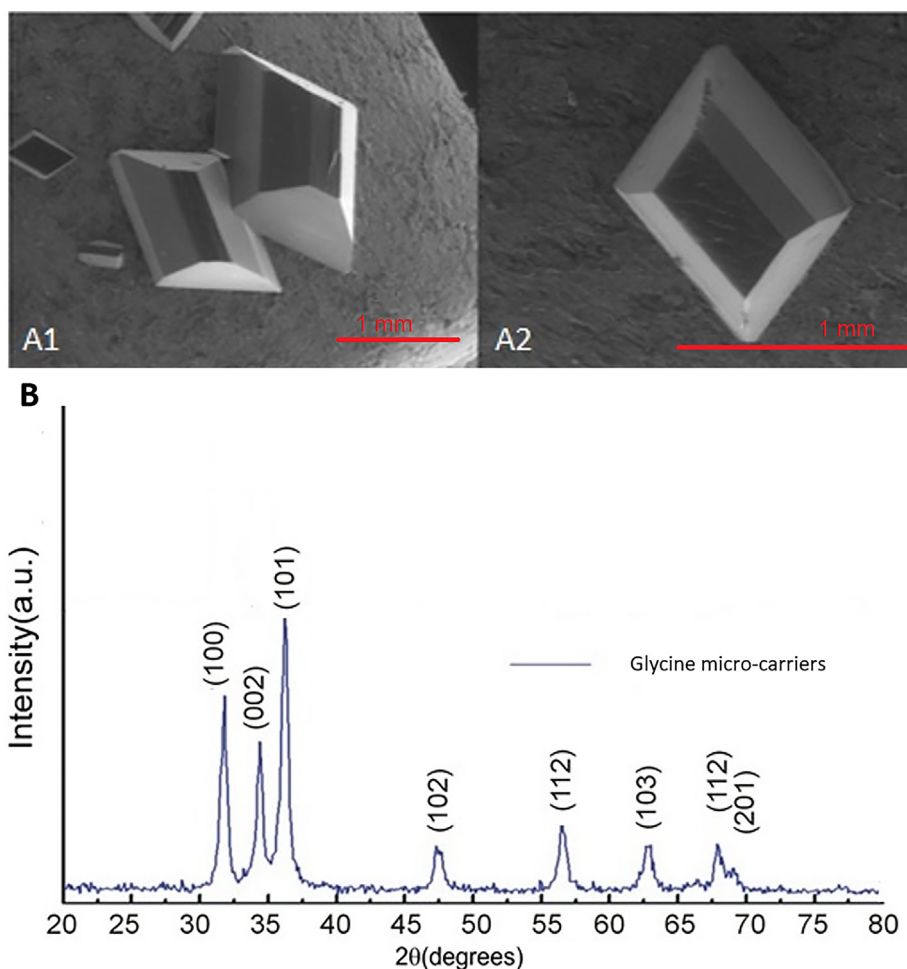 1 mm
A1
1 mm
A2
B
Intensity(a.u.)
(100)
(002)
(101)
(102)
(112)
(103)
(112)
(201)
Glycine micro-carriers
20 25 30 35 40 45 50 55 60 65 70 75 80
2θ(degrees)